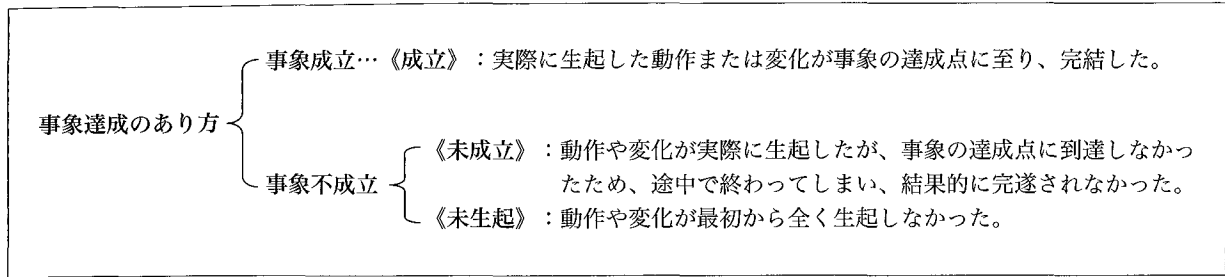 事象成立…《成立》：実際に生起した動作または変化が事象の達成点に至り、完結した。
事象達成のあり方
事象不成立
《未成立》：動作や変化が実際に生起したが、事象の達成点に到達しなかっ
たため、途中で終わってしまい、結果的に完遂されなかった。
《未生起》：動作や変化が最初から全く生起しなかった。